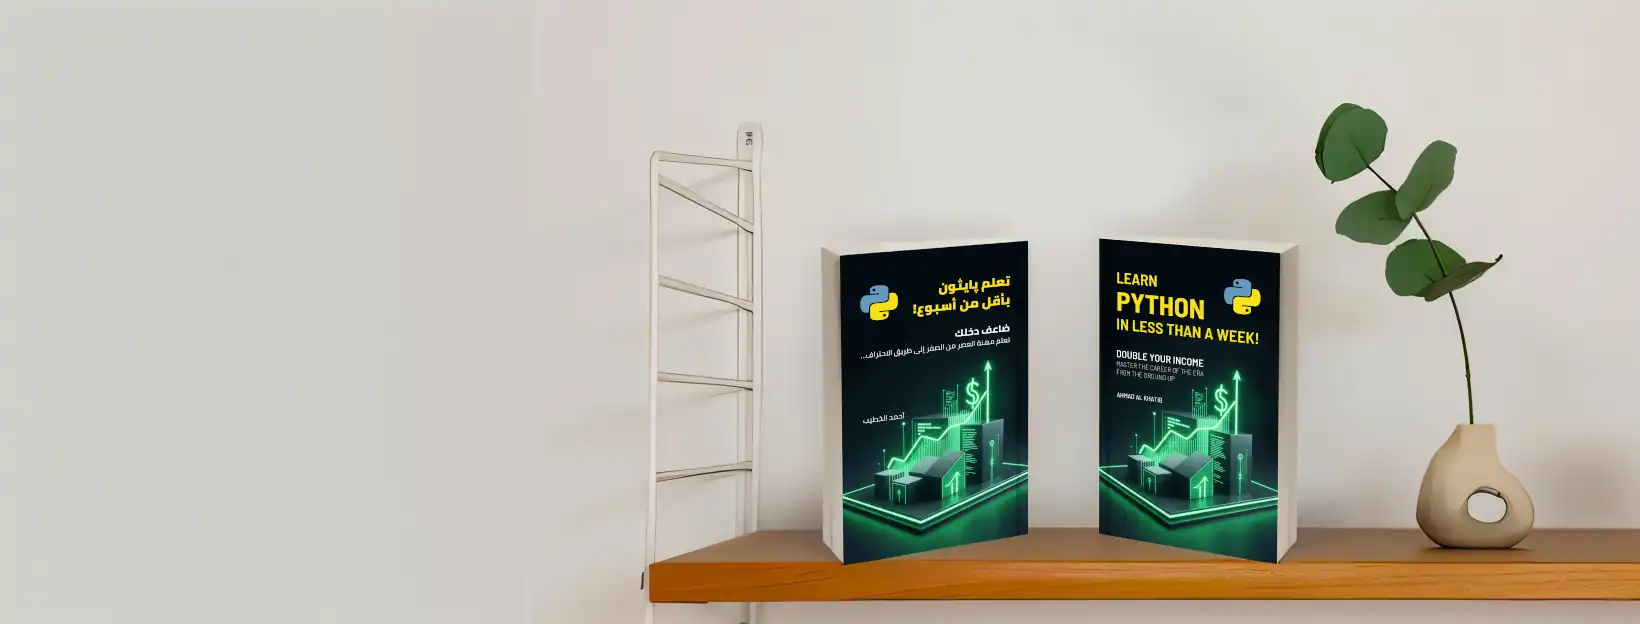 تعلم پايثون
بأقل من أسبوع!
ضاعف دخلك
تعلم مهنة العصر من الصفر إلى طريق الاحتراف...
أحمد الخطيب
LEARN
PYTHON
IN LESS THAN A WEEK!
DOUBLE YOUR INCOME
MASTER THE CAREER OF THE ERA
FROM THE GROUND UP
AHMAD AL KHATIB